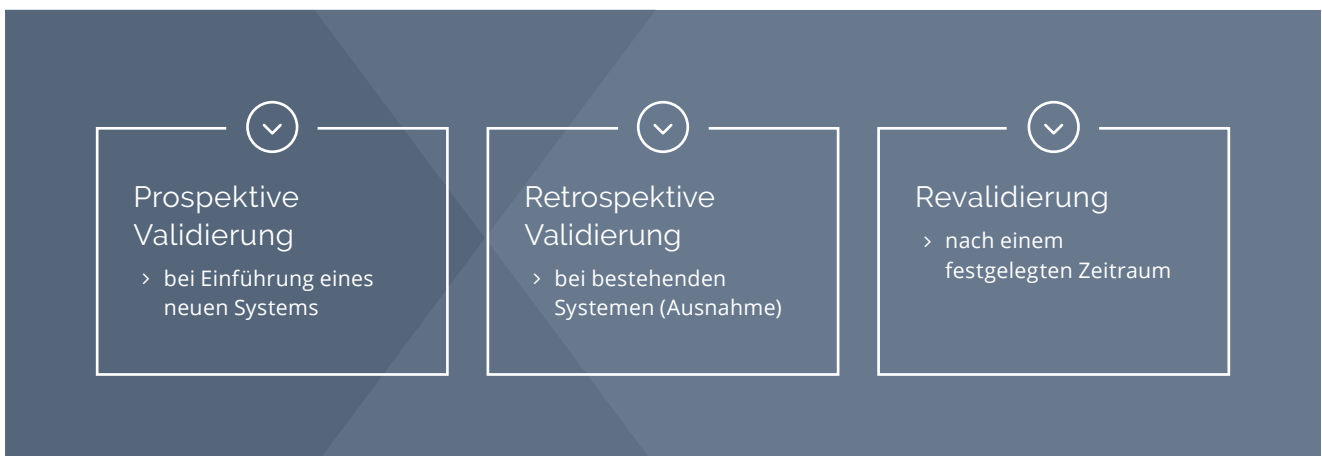 Prospektive
Validierung
› bei Einführung eines
neuen Systems
Retrospektive
Validierung
› bei bestehenden
Systemen (Ausnahme)
Revalidierung
› nach einem
festgelegten Zeitraum